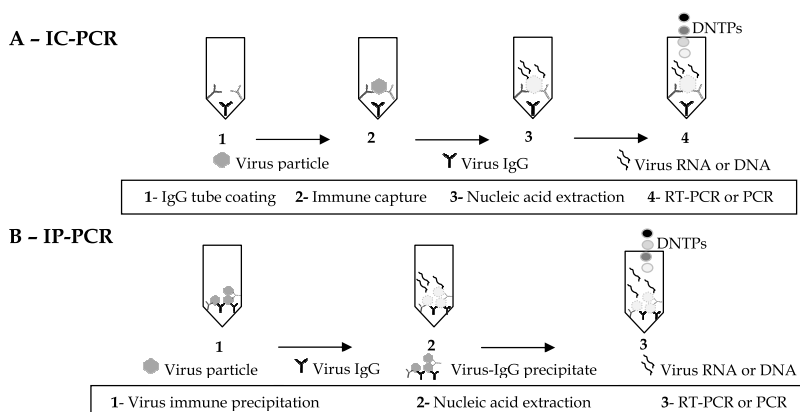 A – IC-PCR
DNTPs
1 2 3 4
Virus particle Virus IgG Virus RNA or DNA
1- IgG tube coating 2- Immune capture 3- Nucleic acid extraction 4- RT-PCR or PCR
B – IP-PCR
DNTPs
1 2 3
Virus particle Virus IgG Virus-IgG precipitate Virus RNA or DNA
1- Virus immune precipitation 2- Nucleic acid extraction 3- RT-PCR or PCR